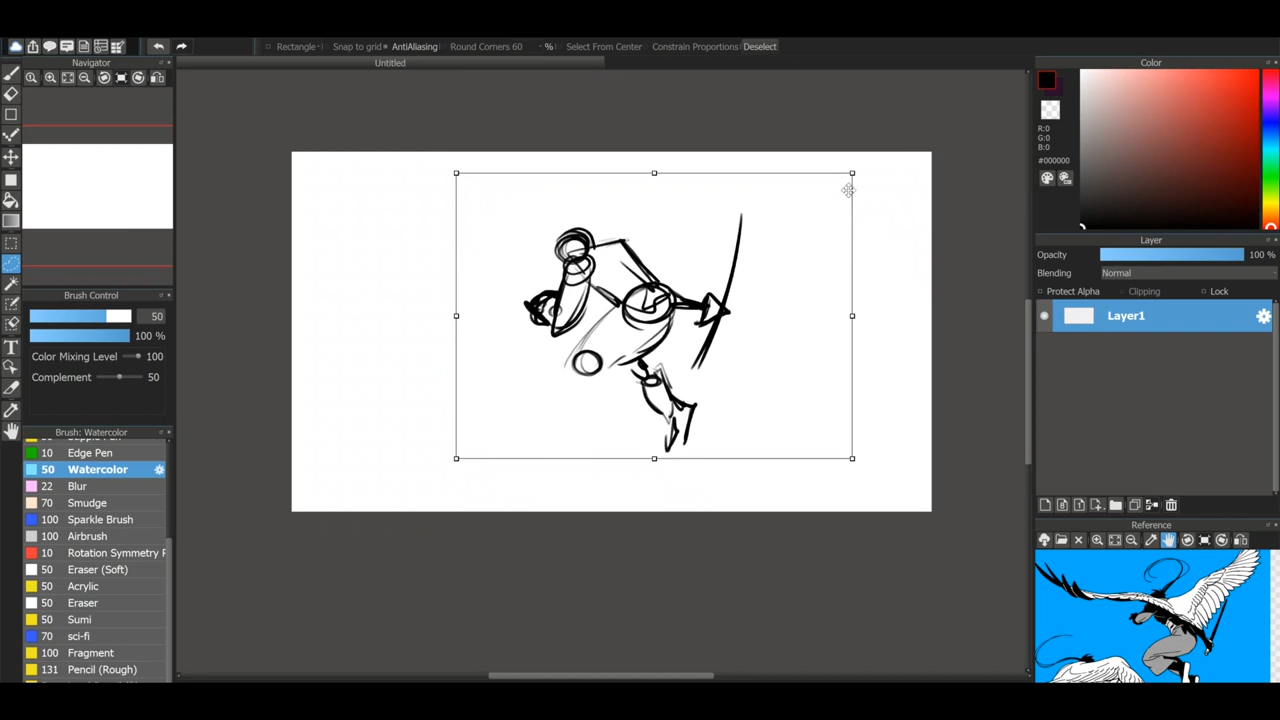 Rectangle Snap to grid AntiAliasing Round Corners 60 % Select From Center Constrain Proportions Deselect
Navigator
Untitled
Color
R:0
G:0
B:0
#000000
Layer
Opacity 100 %
Blending Normal
Protect Alpha Clipping Lock
Layer1
Brush Control
50
100 %
Color Mixing Level 100
Complement 50
Brush: Watercolor
10 Edge Pen
50 Watercolor
22 Blur
70 Smudge
100 Sparkle Brush
100 Airbrush
10 Rotation Symmetry
50 Eraser (Soft)
50 Acrylic
50 Eraser
50 Sumi
70 sci-fi
100 Fragment
131 Pencil (Rough)
Reference